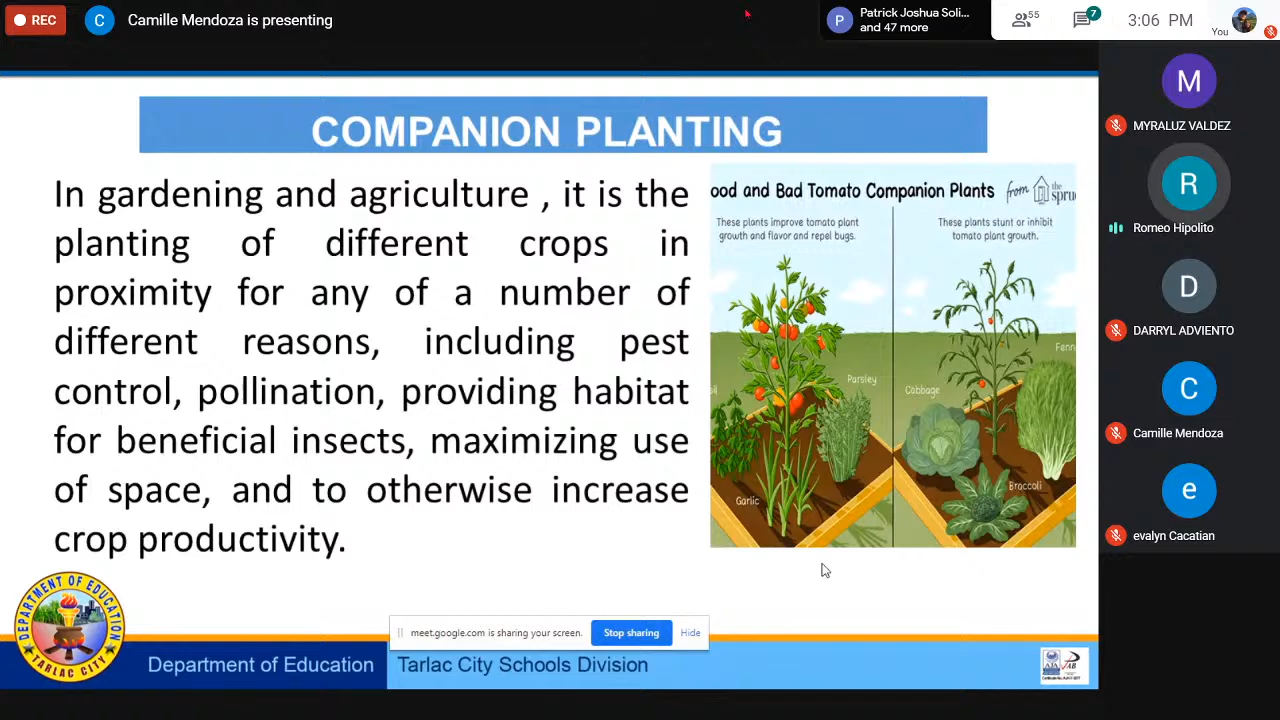 REC
C
Camille Mendoza is presenting
P
Patrick Joshua Soli...
and 47 more
55
7
3:06 PM
You
COMPANION PLANTING
In gardening and agriculture , it is the
planting of different crops in
proximity for any of a number of
different reasons, including pest
control, pollination, providing habitat
for beneficial insects, maximizing use
of space, and to otherwise increase
crop productivity.
ood and Bad Tomato Companion Plants
from the sprue
These plants improve tomato plant
growth and flavor and repel bugs.
These plants stunt or inhibit
tomato plant growth.
Parsley
Garlic
Cabbage
Fenn
Broccoli
M
MYRALUZ VALDEZ
R
Romeo Hipolito
D
DARRYL ADVIENTO
C
Camille Mendoza
e
evalyn Cacatian
meet.google.com is sharing your screen.
Stop sharing
Hide
DEPARTMENT OF EDUCATION
TARLAC CITY
Department of Education
Tarlac City Schools Division